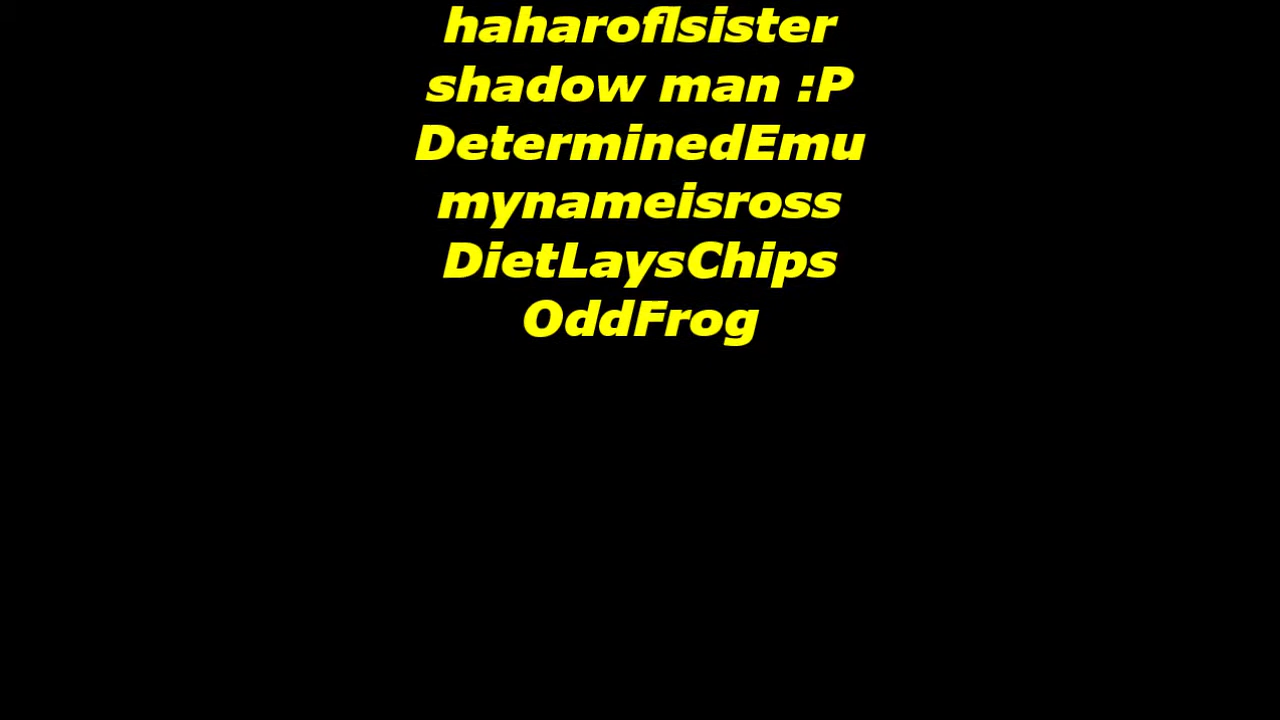 haharoflsister
shadow man :P
DeterminedEmu
mynameisross
DietLaysChips
OddFrog